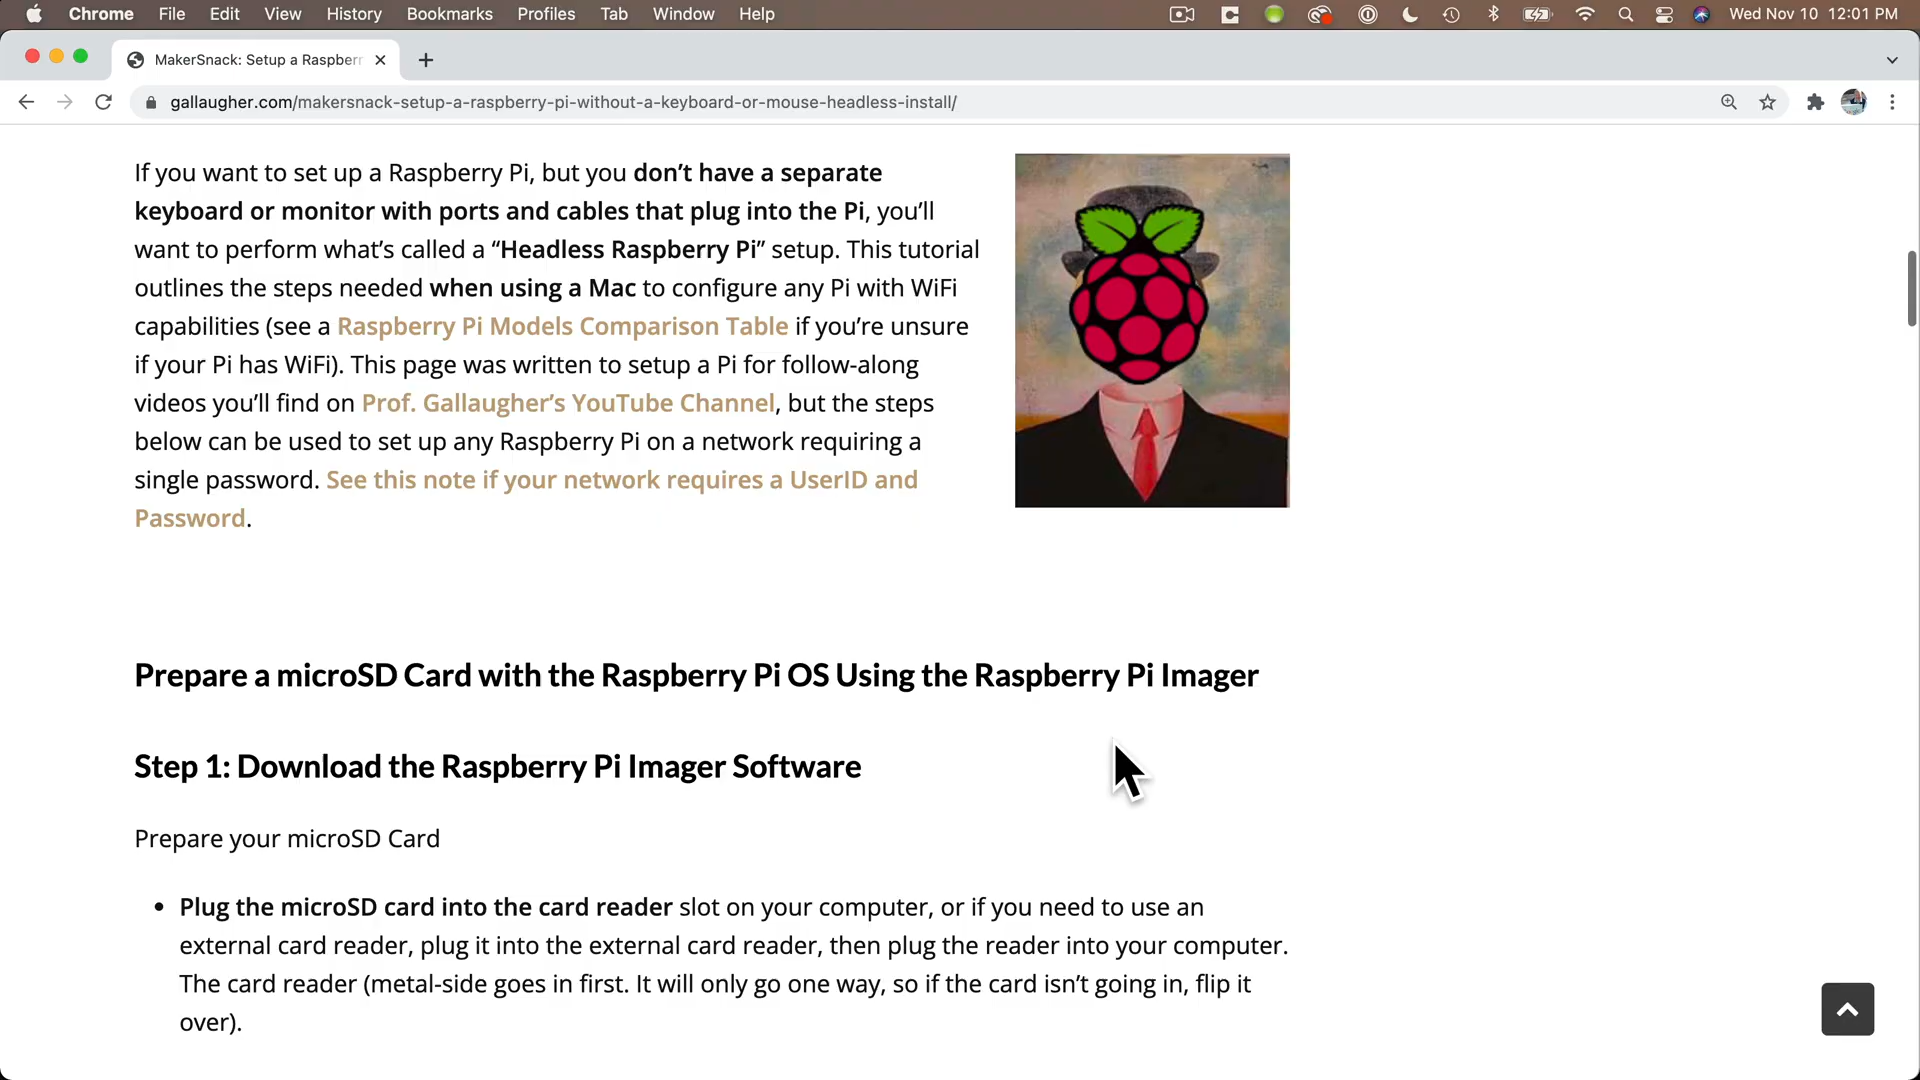 Chrome File Edit View History Bookmarks Profiles Tab Window Help Wed Nov 10 12:01 PM
MakerSnack: Setup a Raspberr
gallaugher.com/makersnack-setup-a-raspberry-pi-without-a-keyboard-or-mouse-headless-install/
If you want to set up a Raspberry Pi, but you don’t have a separate
keyboard or monitor with ports and cables that plug into the Pi, you’ll
want to perform what’s called a “Headless Raspberry Pi” setup. This tutorial
outlines the steps needed when using a Mac to configure any Pi with WiFi
capabilities (see a Raspberry Pi Models Comparison Table if you’re unsure
if your Pi has WiFi). This page was written to setup a Pi for follow-along
videos you’ll find on Prof. Gallaugher’s YouTube Channel, but the steps
below can be used to set up any Raspberry Pi on a network requiring a
single password. See this note if your network requires a UserID and
Password.
Prepare a microSD Card with the Raspberry Pi OS Using the Raspberry Pi Imager
Step 1: Download the Raspberry Pi Imager Software
Prepare your microSD Card
• Plug the microSD card into the card reader slot on your computer, or if you need to use an
external card reader, plug it into the external card reader, then plug the reader into your computer.
The card reader (metal-side goes in first. It will only go one way, so if the card isn’t going in, flip it
over).